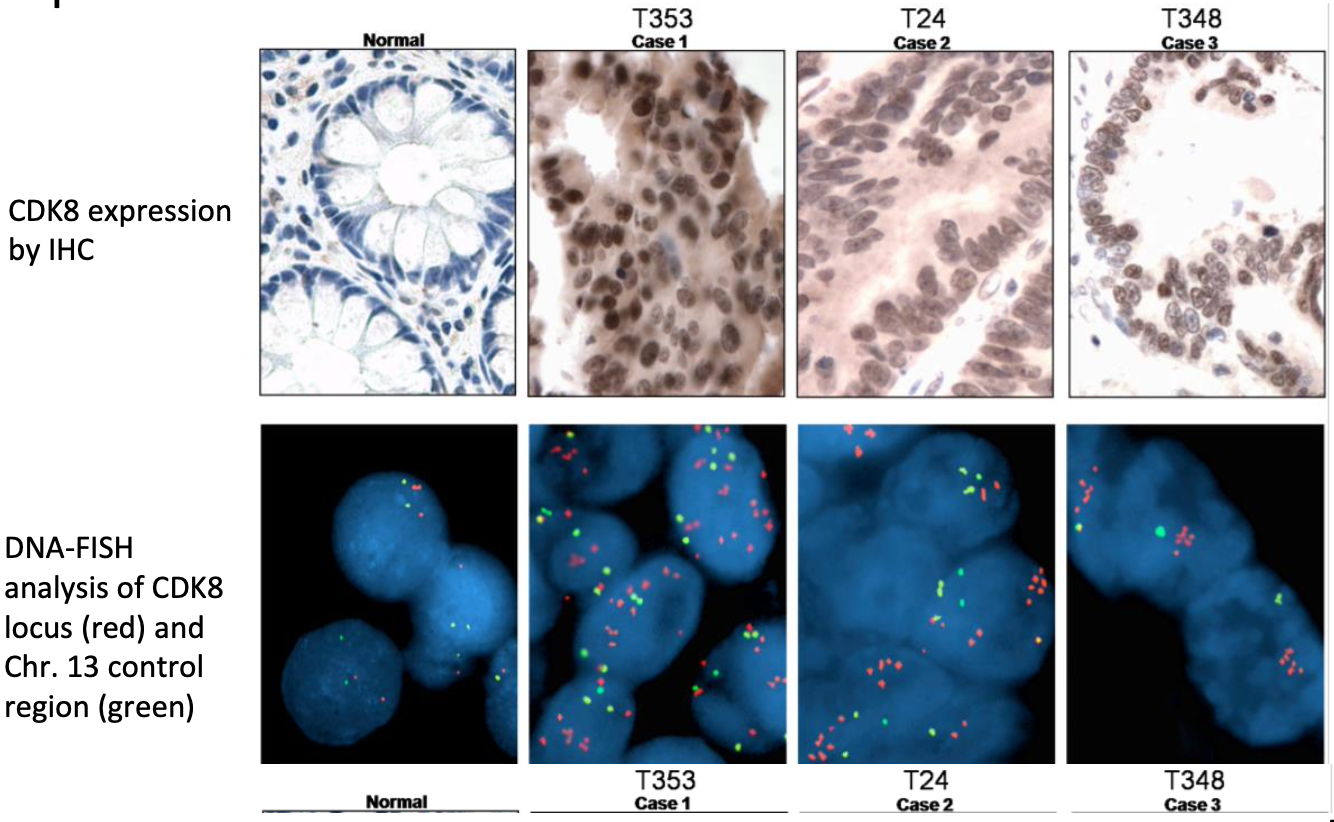 T353
T24
T348
Normal
Case 1
Case 2
Case 3
CDK8 expression
by IHC
DNA-FISH
analysis of CDK8
locus (red) and
Chr. 13 control
region (green)
T353
T24
T348
Normal
Case 1
Case 2
Case 3